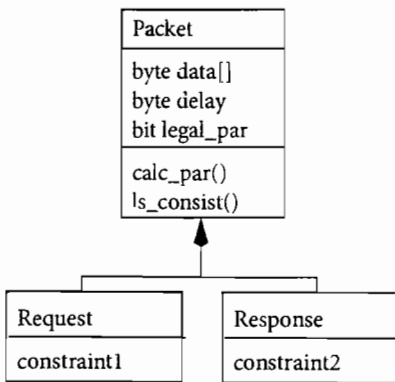 Packet
byte data[]
byte delay
bit legal_par
calc_par()
Is_consist()
Request
constraint1
Response
constraint2